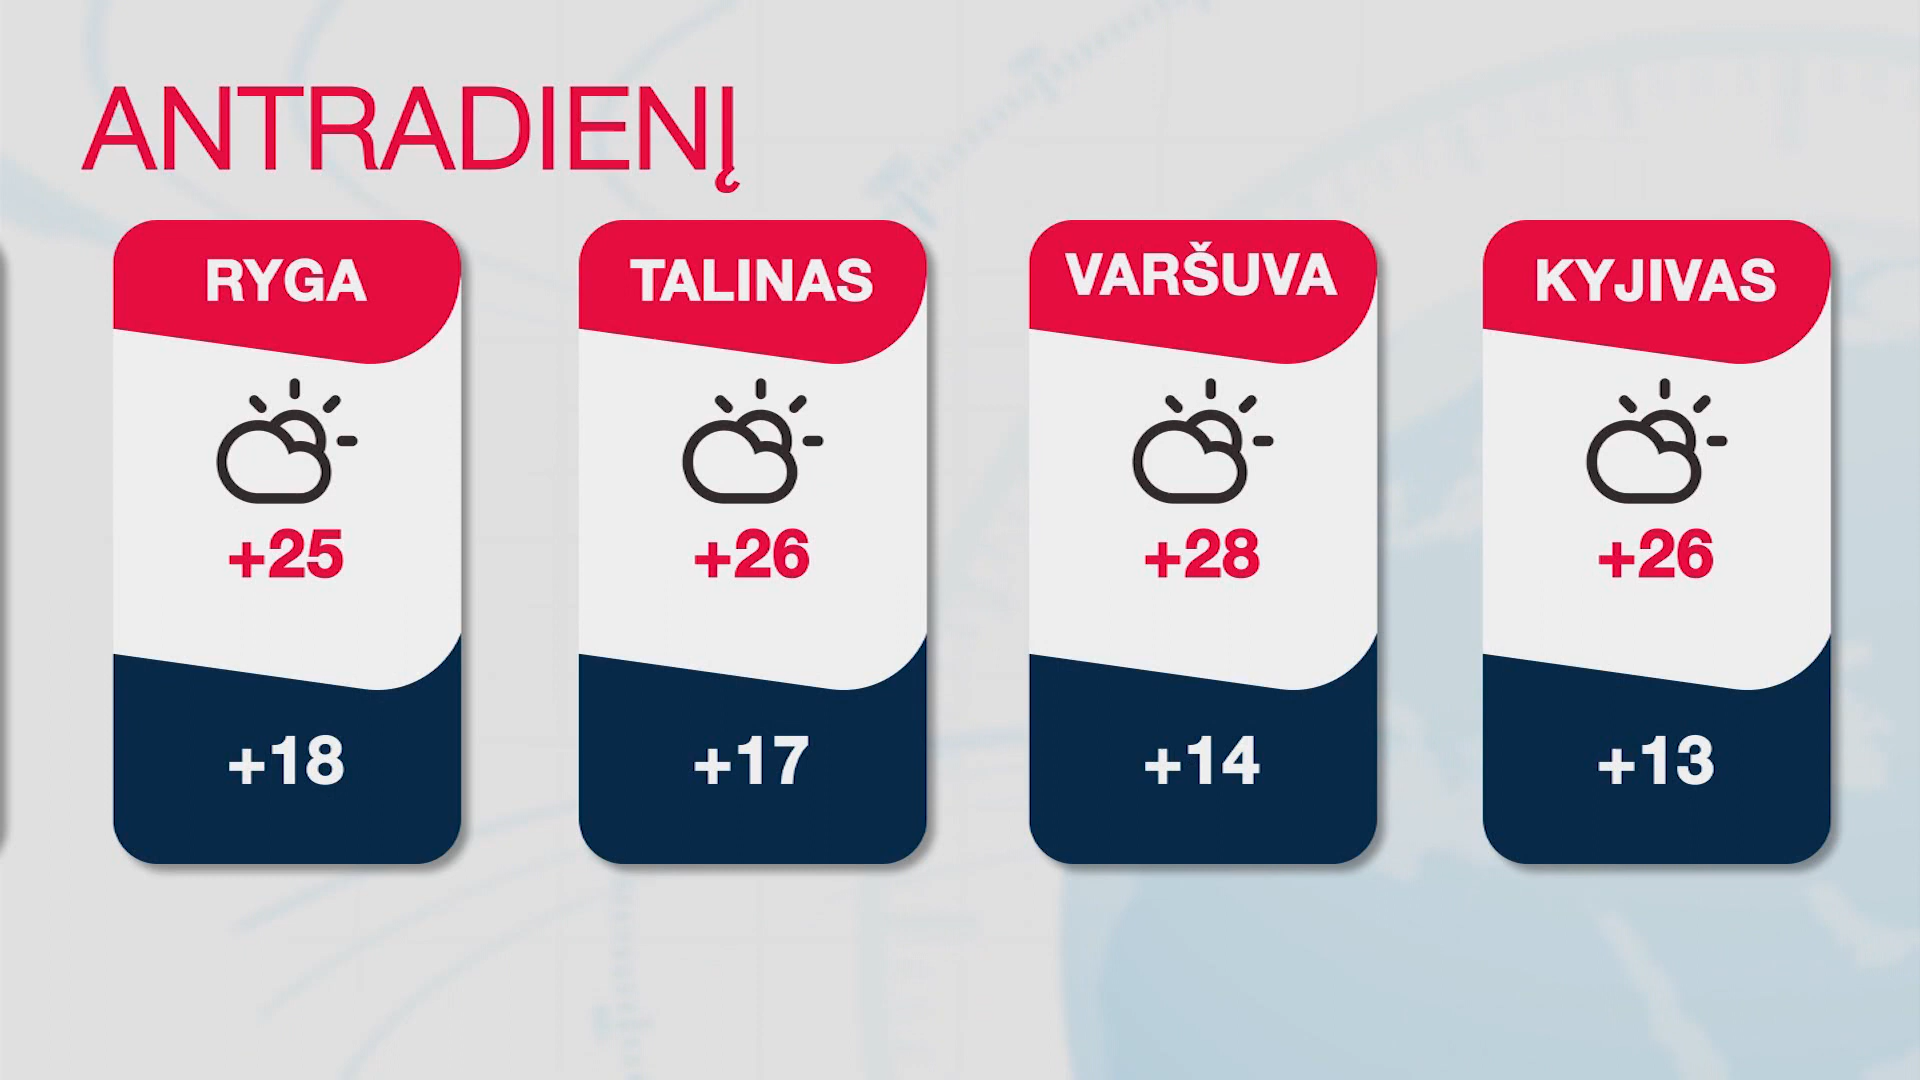 ANTRADIENĮ
RYGA
+25
+18
TALINAS
+26
+17
VARŠUVA
+28
+14
KYJIVAS
+26
+13